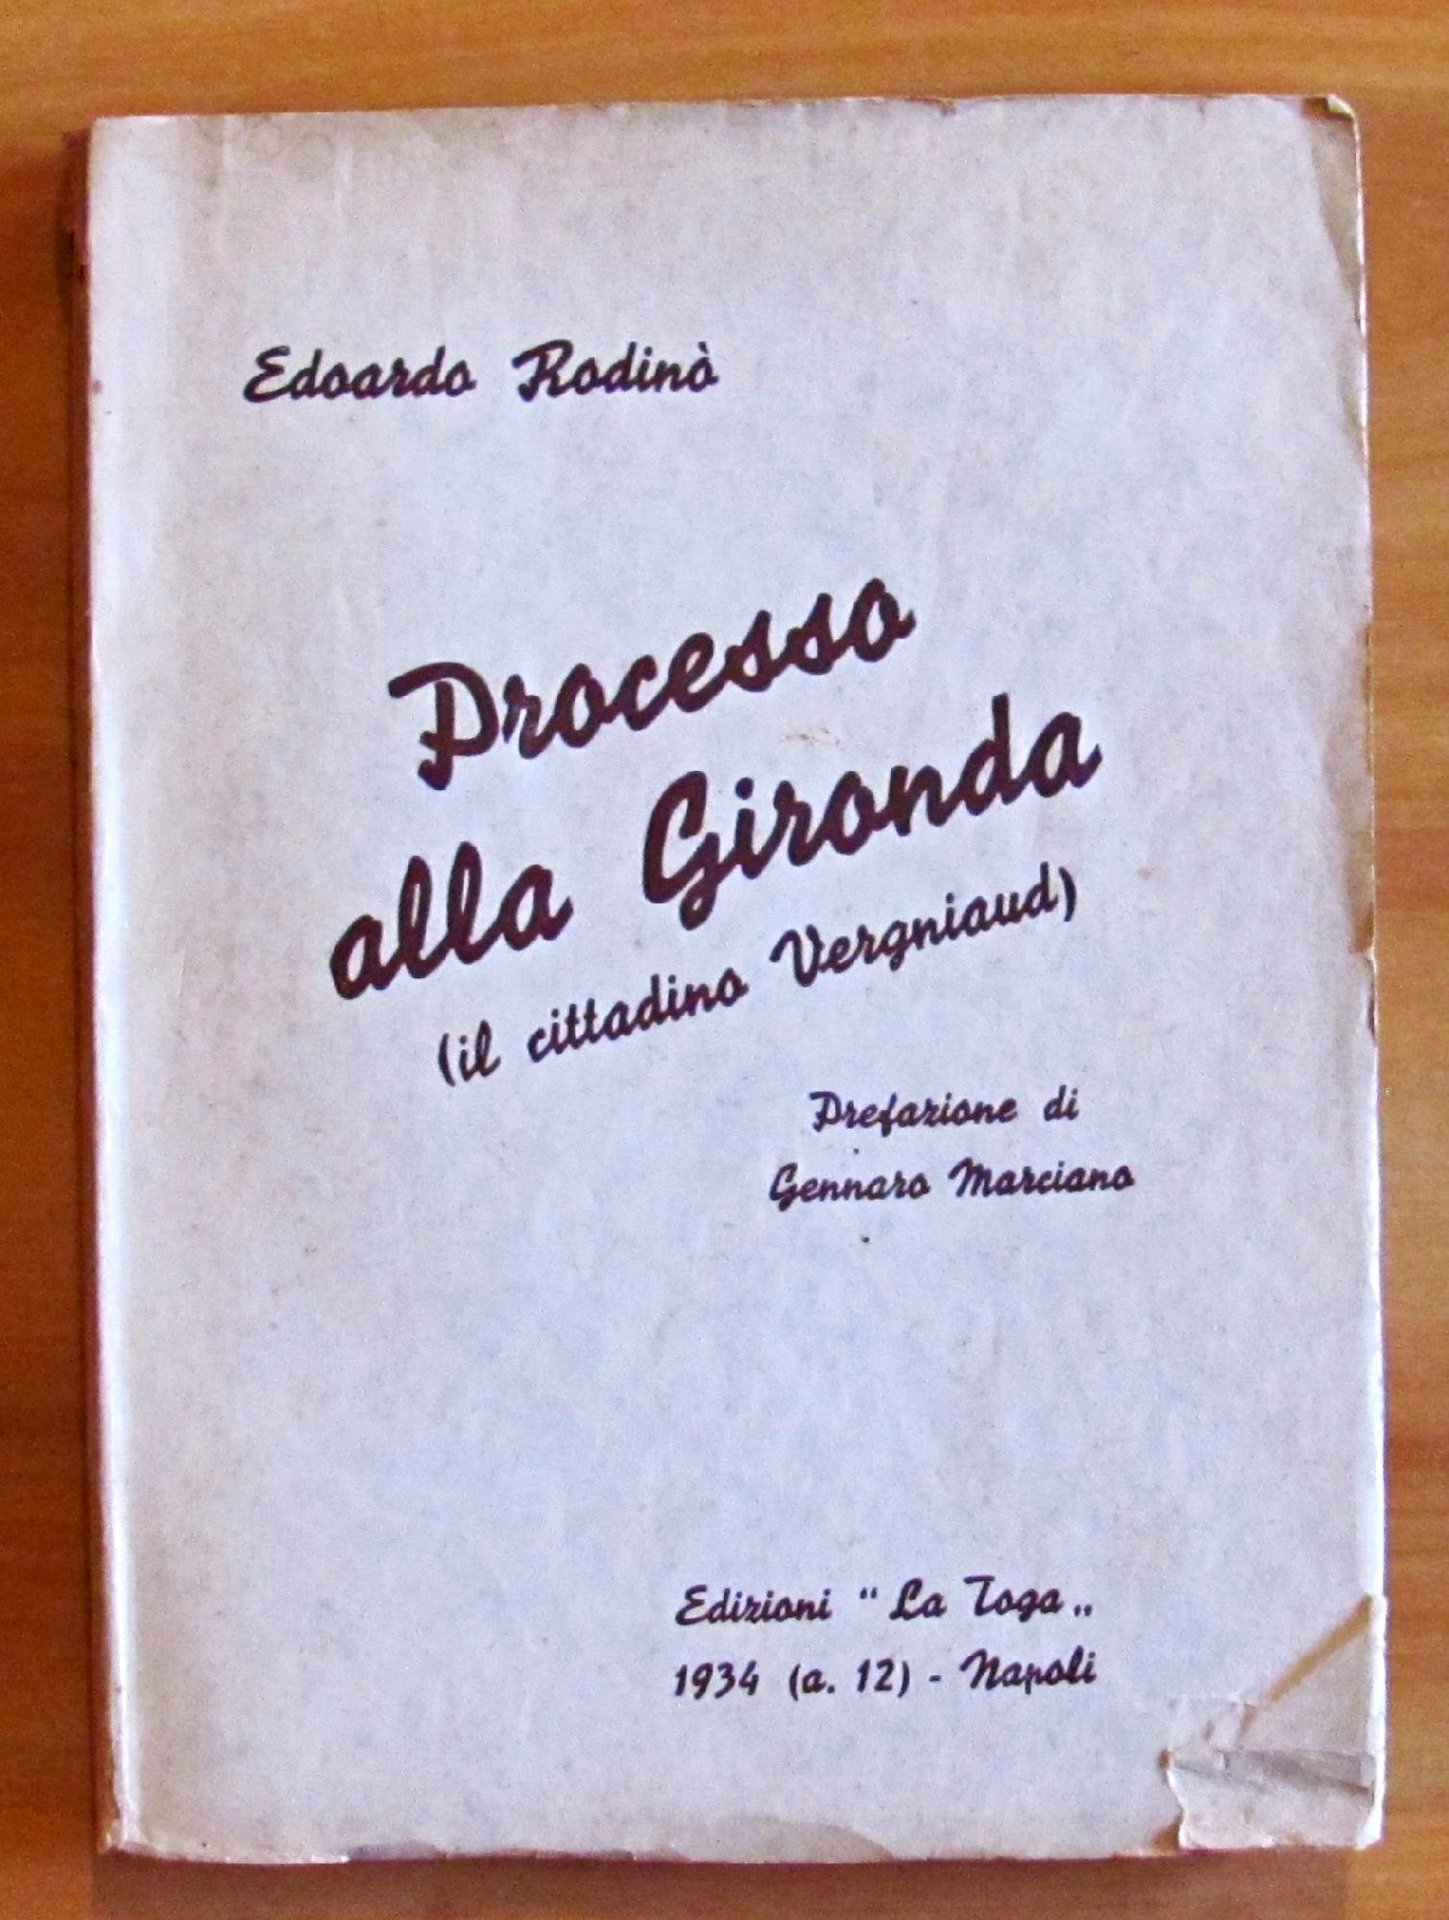 Edoardo Rodinò
Processo
alla Gironda
(il cittadino Vergniaud)
Prefazione di
Gennaro Marciano
Edizioni “ La Toga „
1934 (a. 12) - Napoli